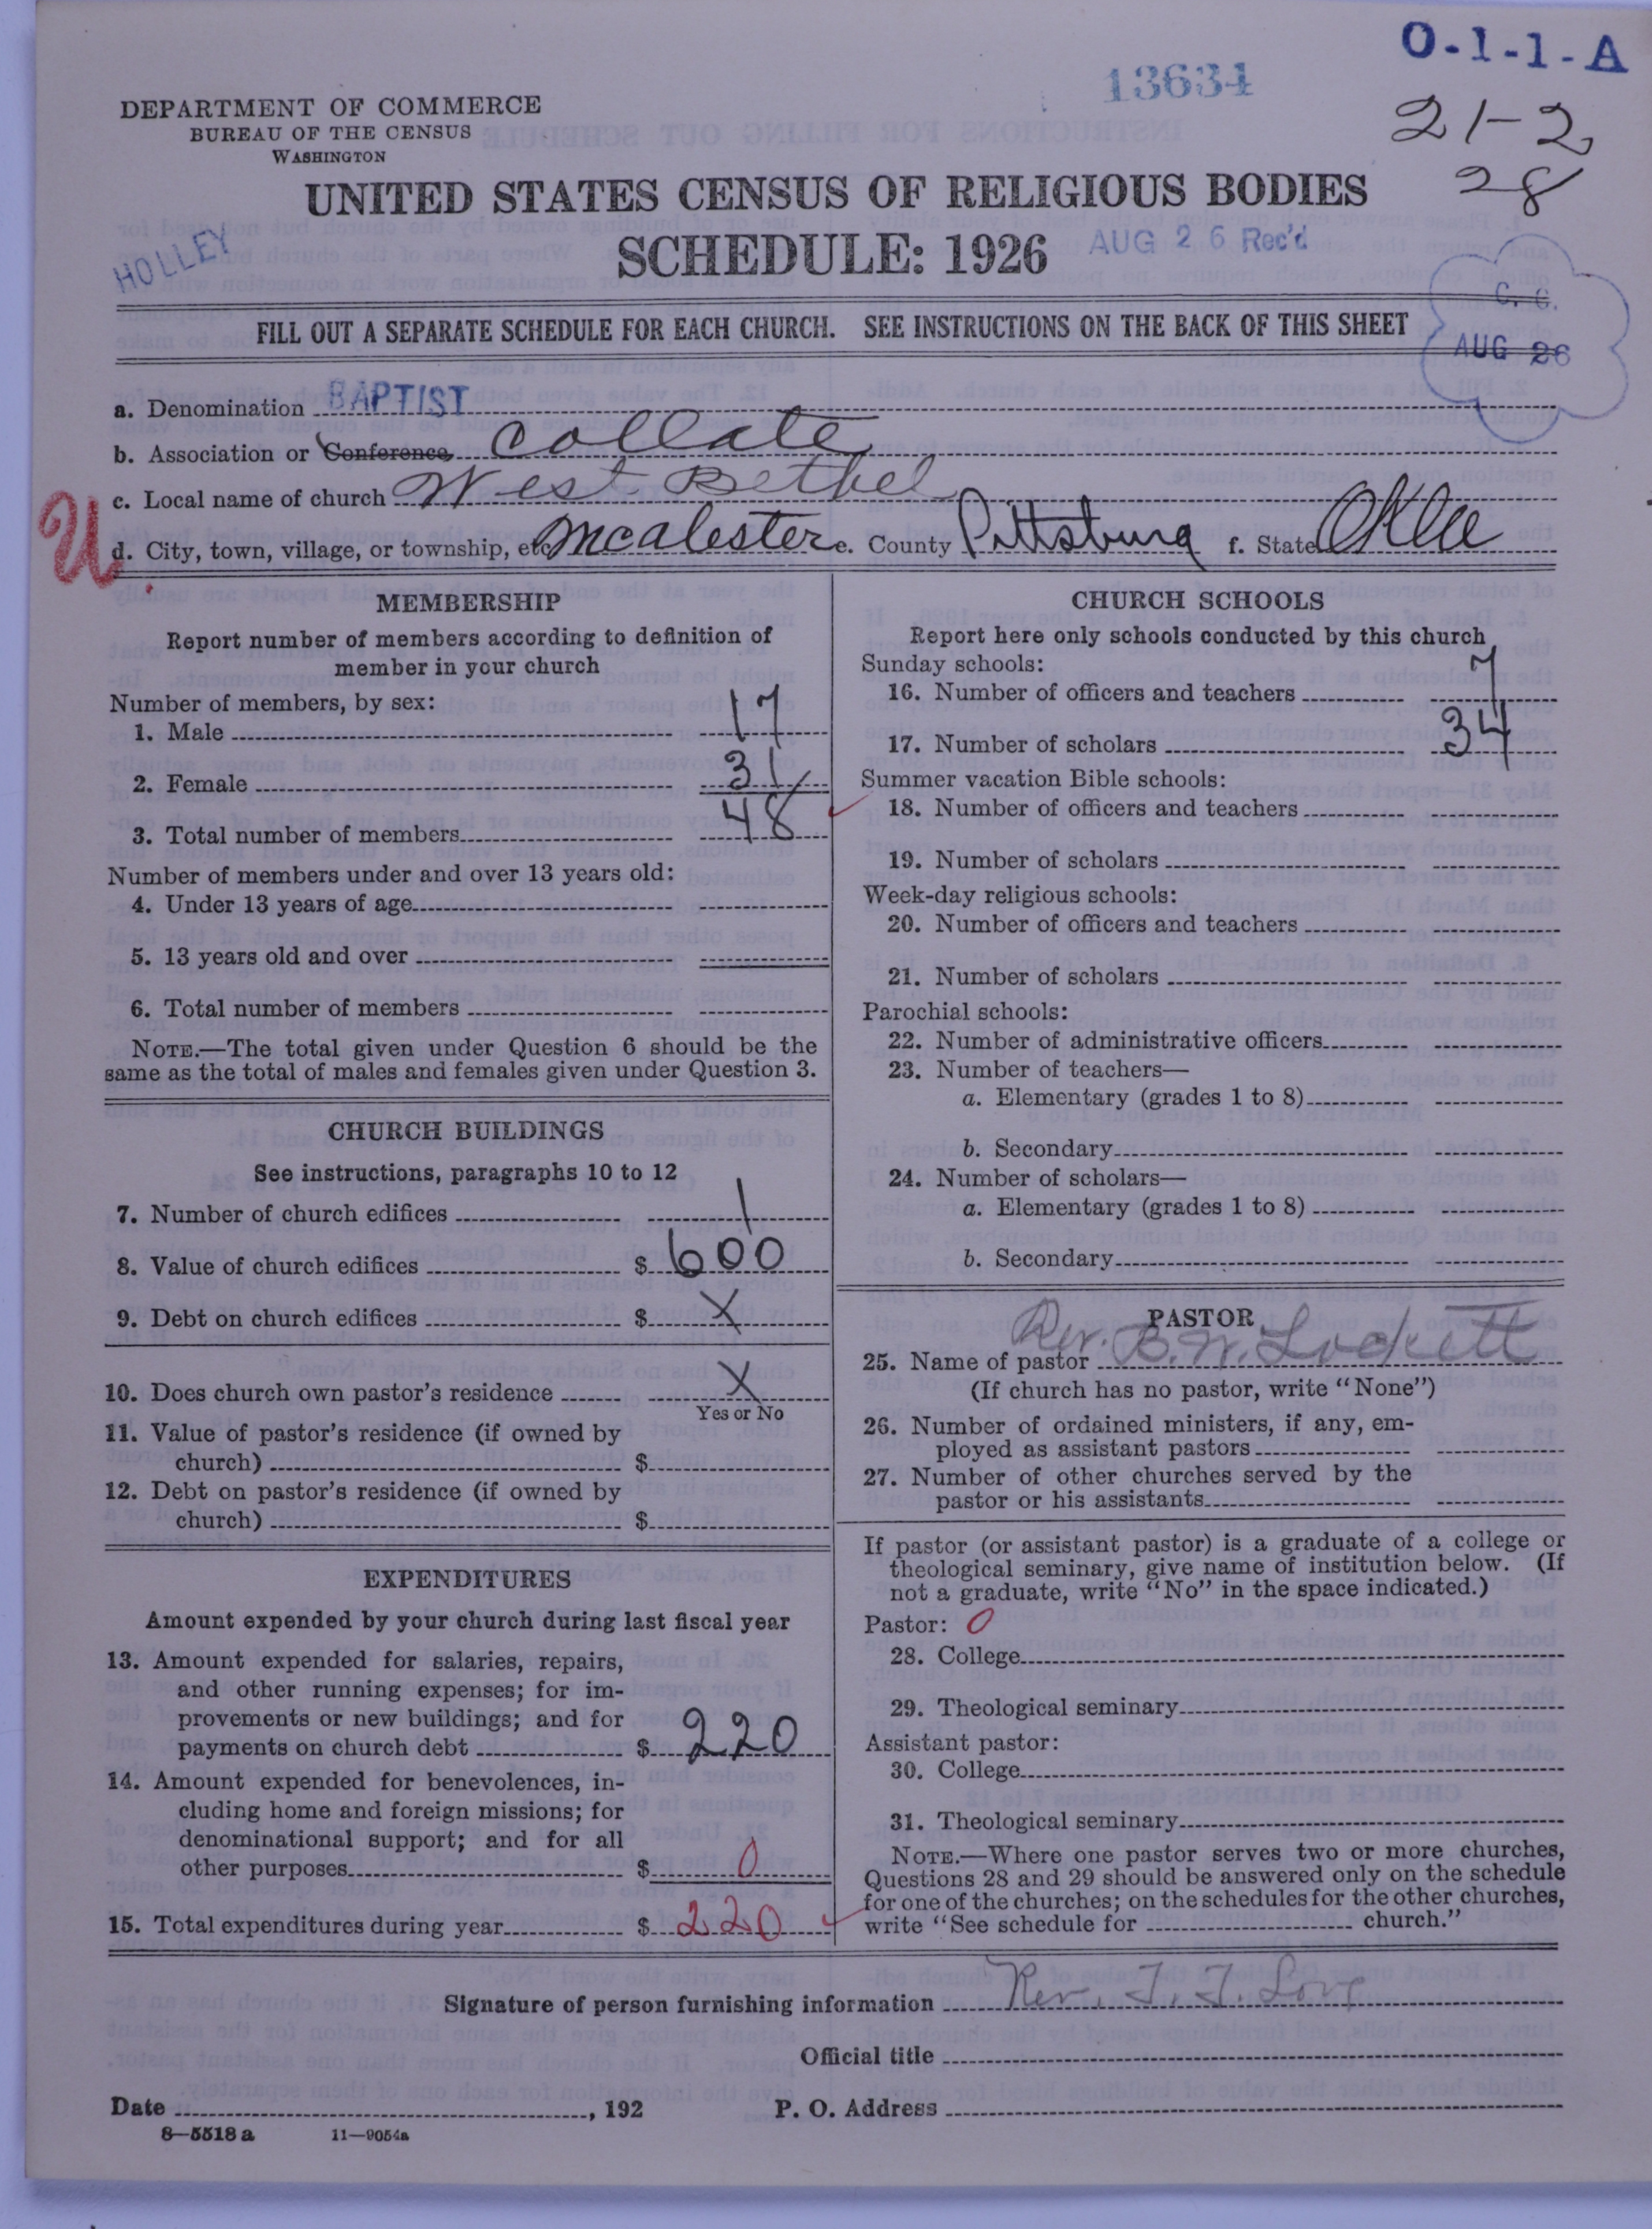 O-1-1-A
13634
21-2
28
DEPARTMENT OF COMMERCE
BUREAU OF THE CENSUS
WASHINGTON
UNITED STATES CENSUS OF RELIGIOUS BODIES
SCHEDULE: 1926
AUG 26 Rec'd
HOLLEY
C. C.
AUG 26
FILL OUT A SEPARATE SCHEDULE FOR EACH CHURCH. SEE INSTRUCTIONS ON THE BACK OF THIS SHEET
a. Denomination BAPTIST
b. Association or Conference Collate
c. Local name of church West Bethel
U
d. City, town, village, or township, etc McAlester e. County Pittsburg f. State Okla
MEMBERSHIP
Report number of members according to definition of
member in your church
Number of members, by sex:
1. Male 17
2. Female 31
3. Total number of members 48
Number of members under and over 13 years old:
4. Under 13 years of age
5. 13 years old and over
6. Total number of members
NOTE.—The total given under Question 6 should be the
same as the total of males and females given under Question 3.
CHURCH BUILDINGS
See instructions, paragraphs 10 to 12
7. Number of church edifices 1
8. Value of church edifices $ 600
9. Debt on church edifices $ X
10. Does church own pastor's residence X
Yes or No
11. Value of pastor's residence (if owned by
church) $
12. Debt on pastor's residence (if owned by
church) $
EXPENDITURES
Amount expended by your church during last fiscal year
13. Amount expended for salaries, repairs,
and other running expenses; for im-
provements or new buildings; and for
payments on church debt $ 220
14. Amount expended for benevolences, in-
cluding home and foreign missions; for
denominational support; and for all
other purposes $ 0
15. Total expenditures during year $ 220
CHURCH SCHOOLS
Report here only schools conducted by this church
Sunday schools:
16. Number of officers and teachers 7
17. Number of scholars 34
Summer vacation Bible schools:
18. Number of officers and teachers
19. Number of scholars
Week-day religious schools:
20. Number of officers and teachers
21. Number of scholars
Parochial schools:
22. Number of administrative officers
23. Number of teachers—
a. Elementary (grades 1 to 8)
b. Secondary
24. Number of scholars—
a. Elementary (grades 1 to 8)
b. Secondary
PASTOR
25. Name of pastor Rev. B. W. Lockett
(If church has no pastor, write "None")
26. Number of ordained ministers, if any, em-
ployed as assistant pastors
27. Number of other churches served by the
pastor or his assistants
If pastor (or assistant pastor) is a graduate of a college or
theological seminary, give name of institution below. (If
not a graduate, write "No" in the space indicated.)
Pastor: 0
28. College
29. Theological seminary
Assistant pastor:
30. College
31. Theological seminary
NOTE.—Where one pastor serves two or more churches,
Questions 28 and 29 should be answered only on the schedule
for one of the churches; on the schedules for the other churches,
write "See schedule for church."
Signature of person furnishing information Rev. J. J. Love
Official title
Date , 192 P. O. Address
8—5518 a 11—9054a